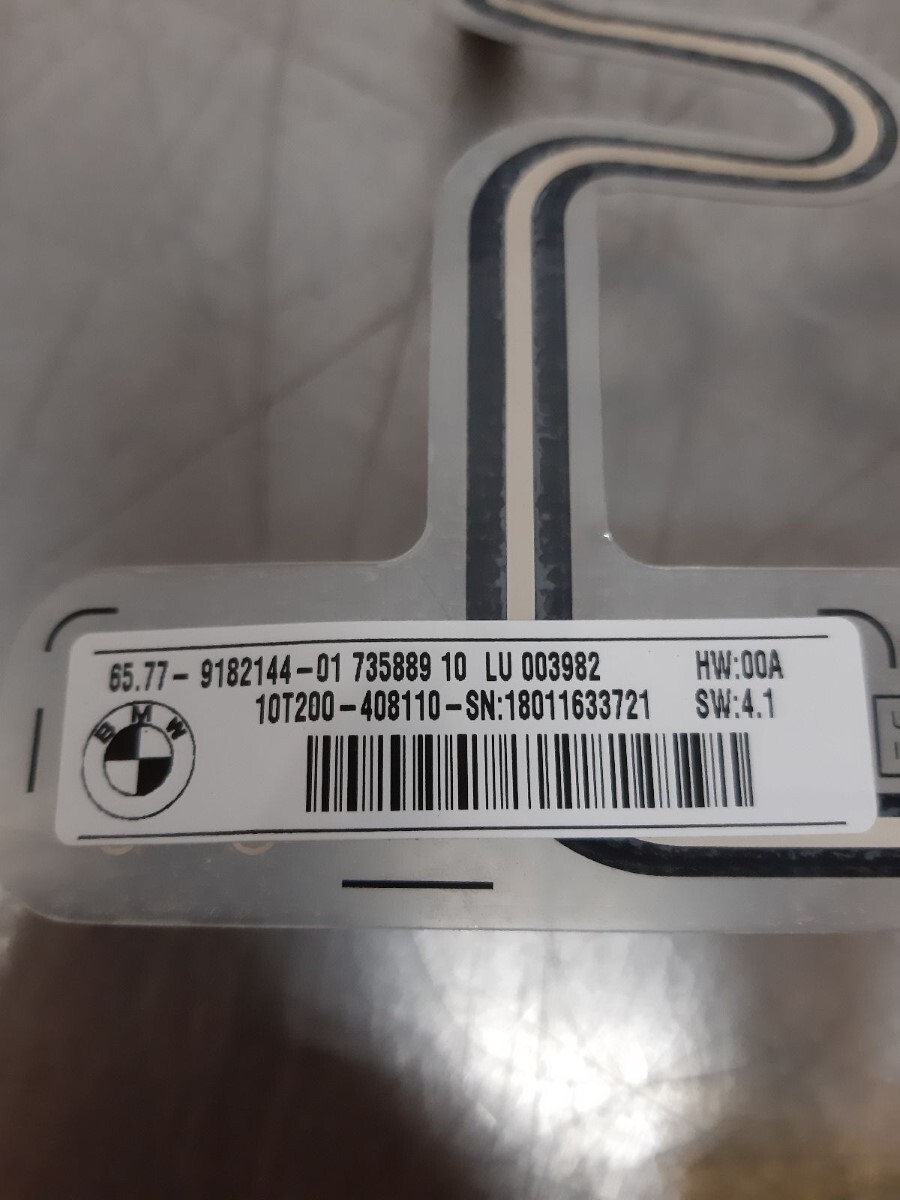 65.77- 9182144-01 735889 10 LU 003982 HW:00A
10T200-408110-SN:18011633721 SW:4.1
BMW